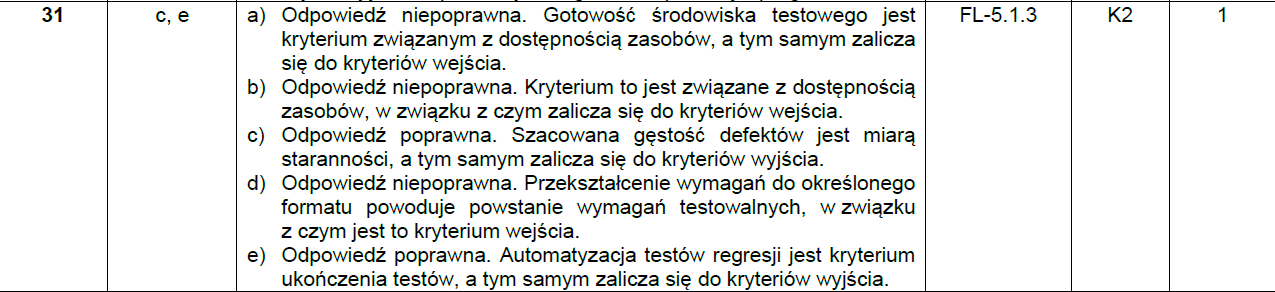 31 c, e a) Odpowiedź niepoprawna. Gotowość środowiska testowego jest FL-5.1.3 K2 1
kryterium związanym z dostępnością zasobów, a tym samym zalicza
się do kryteriów wejścia.
b) Odpowiedź niepoprawna. Kryterium to jest związane z dostępnością
zasobów, w związku z czym zalicza się do kryteriów wejścia.
c) Odpowiedź poprawna. Szacowana gęstość defektów jest miarą
staranności, a tym samym zalicza się do kryteriów wyjścia.
d) Odpowiedź niepoprawna. Przekształcenie wymagań do określonego
formatu powoduje powstanie wymagań testowalnych, w związku
z czym jest to kryterium wejścia.
e) Odpowiedź poprawna. Automatyzacja testów regresji jest kryterium
ukończenia testów, a tym samym zalicza się do kryteriów wyjścia.